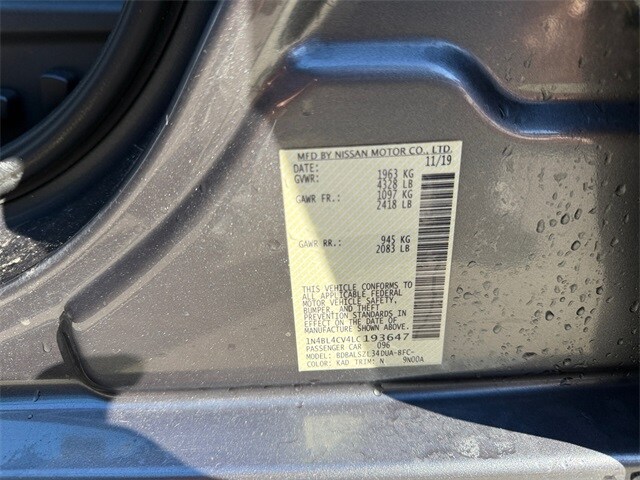 MFD BY NISSAN MOTOR CO., LTD.
DATE: 11/19
GVWR: 1963 KG
4328 LB
GAWR FR.: 1097 KG
2418 LB
GAWR RR.: 945 KG
2083 LB
THIS VEHICLE CONFORMS TO
ALL APPLICABLE FEDERAL
MOTOR VEHICLE SAFETY,
BUMPER, AND THEFT
PREVENTION STANDARDS IN
EFFECT ON THE DATE OF
MANUFACTURE SHOWN ABOVE.
1N4BL4CV4LC193647
PASSENGER CAR 096
MODEL: BDBALSZL34DUA-BFC-
COLOR: KAD TRIM: N 9N00A